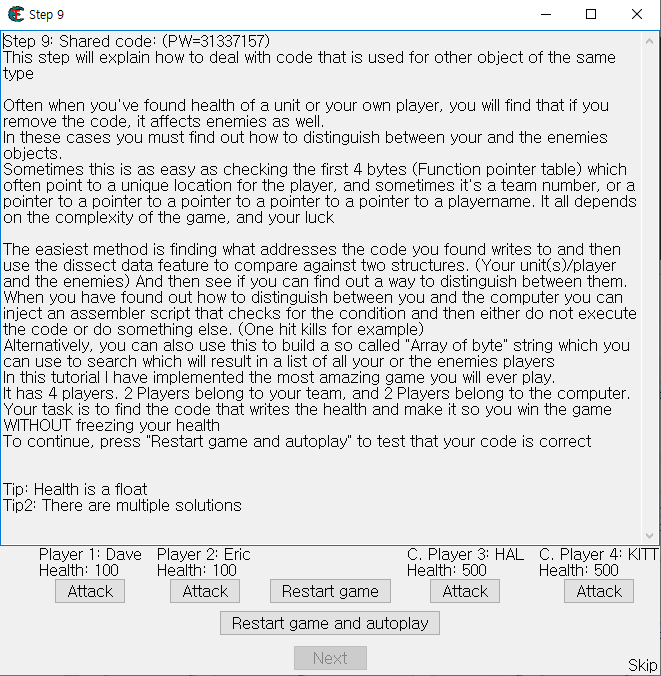 Step 9
Step 9: Shared code: (PW=31337157)
This step will explain how to deal with code that is used for other object of the same
type
Often when you've found health of a unit or your own player, you will find that if you
remove the code, it affects enemies as well.
In these cases you must find out how to distinguish between your and the enemies
objects.
Sometimes this is as easy as checking the first 4 bytes (Function pointer table) which
often point to a unique location for the player, and sometimes it's a team number, or a
pointer to a pointer to a pointer to a pointer to a pointer to a playername. It all depends
on the complexity of the game, and your luck
The easiest method is finding what addresses the code you found writes to and then
use the dissect data feature to compare against two structures. (Your unit(s)/player
and the enemies) And then see if you can find out a way to distinguish between them.
When you have found out how to distinguish between you and the computer you can
inject an assembler script that checks for the condition and then either do not execute
the code or do something else. (One hit kills for example)
Alternatively, you can also use this to build a so called "Array of byte" string which you
can use to search which will result in a list of all your or the enemies players
In this tutorial I have implemented the most amazing game you will ever play.
It has 4 players. 2 Players belong to your team, and 2 Players belong to the computer.
Your task is to find the code that writes the health and make it so you win the game
WITHOUT freezing your health
To continue, press "Restart game and autoplay" to test that your code is correct
Tip: Health is a float
Tip2: There are multiple solutions
Player 1: Dave Player 2: Eric C. Player 3: HAL C. Player 4: KITT
Health: 100 Health: 100 Health: 500 Health: 500
Attack Attack Restart game Attack Attack
Restart game and autoplay
Next
Skip